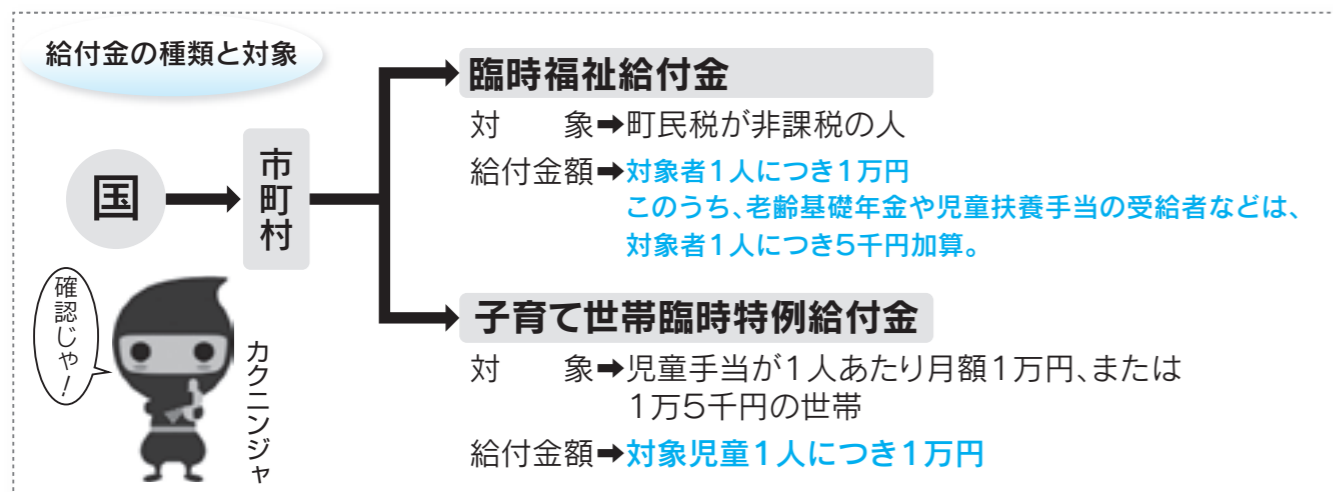 給付金の種類と対象
国
市町村
確認じゃ！
カクニンジャ
臨時福祉給付金
対　　象➡町民税が非課税の人
給付金額➡対象者1人につき1万円
このうち、老齢基礎年金や児童扶養手当の受給者などは、
対象者1人につき5千円加算。
子育て世帯臨時特例給付金
対　　象➡児童手当が1人あたり月額1万円、または
1万5千円の世帯
給付金額➡対象児童1人につき1万円